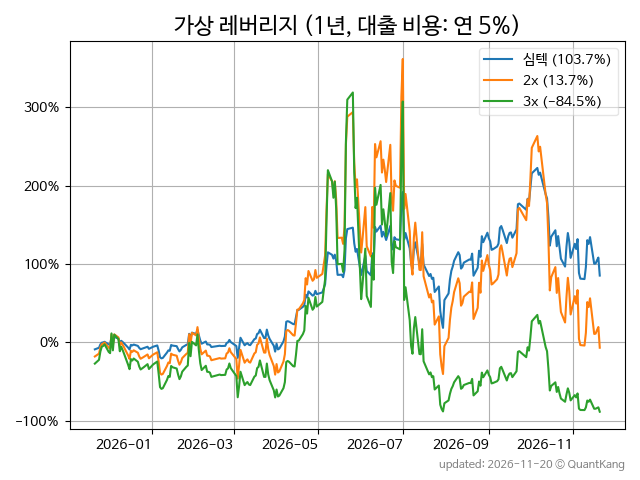 가상 레버리지 (1년, 대출 비용: 연 5%)
심텍 (103.7%)
2x (13.7%)
3x (−84.5%)
300%
200%
100%
0%
−100%
2026−01 2026−03 2026−05 2026−07 2026−09 2026−11
updated: 2026-11-20 © QuantKang